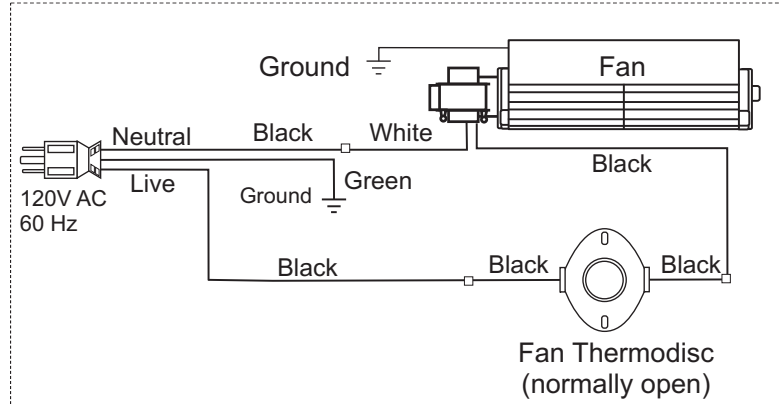 Ground
Fan
Neutral
Black
White
Live
Ground
Green
Black
120V AC
60 Hz
Black
Black
Black
Fan Thermodisc
(normally open)